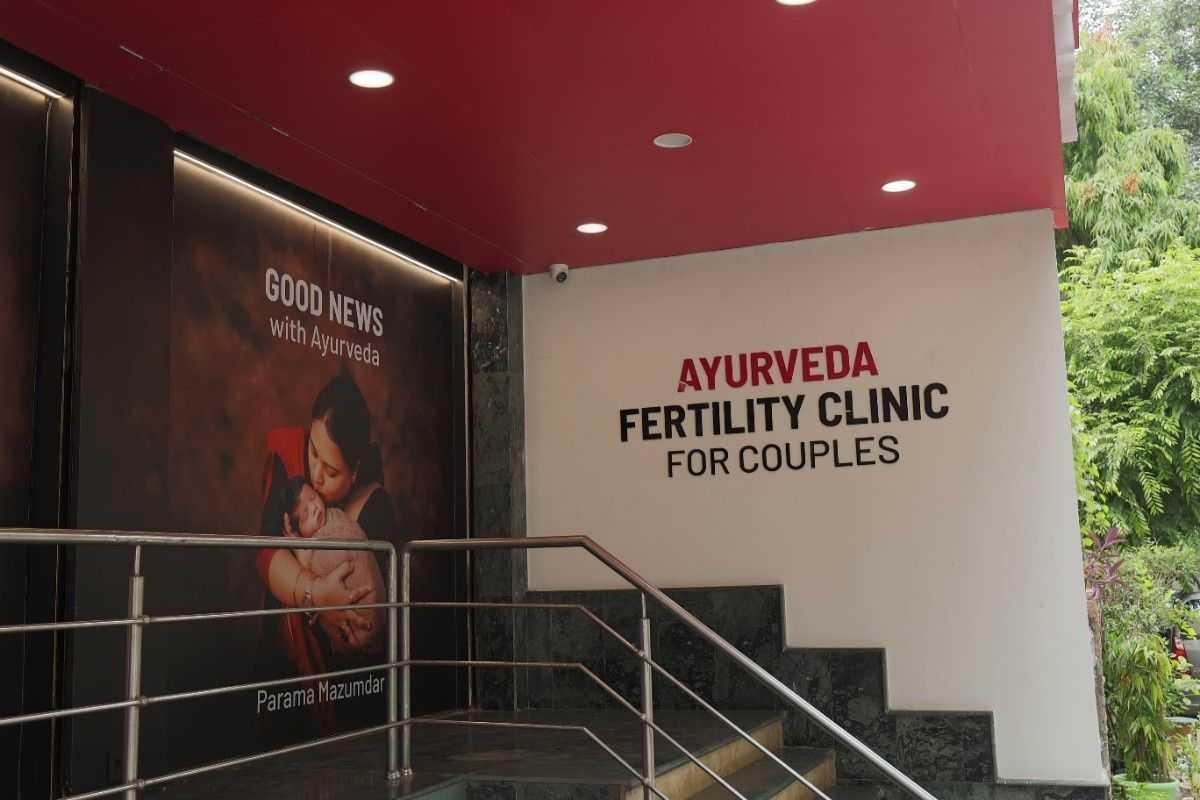 GOOD NEWS
with Ayurveda
Parama Mazumdar
AYURVEDA
FERTILITY CLINIC
FOR COUPLES